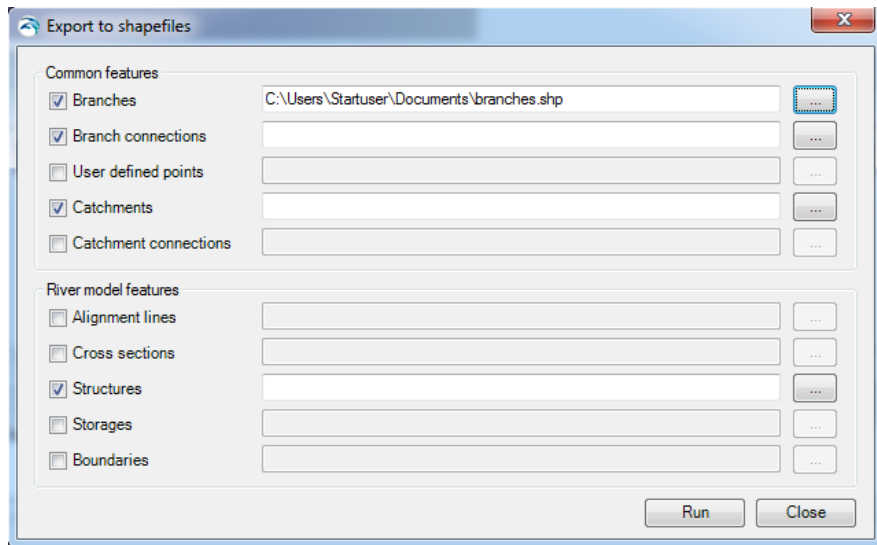 Export to shapefiles
Common features
Branches C:\Users\Startuser\Documents\branches.shp ...
Branch connections ...
User defined points ...
Catchments ...
Catchment connections ...
River model features
Alignment lines ...
Cross sections ...
Structures ...
Storages ...
Boundaries ...
Run Close